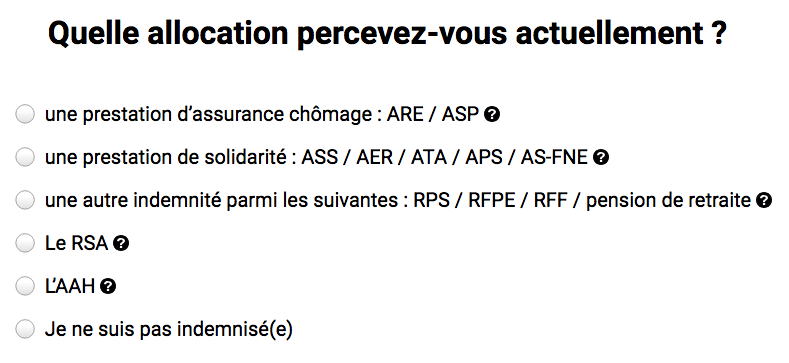 Quelle allocation percevez-vous actuellement ?
une prestation d’assurance chômage : ARE / ASP ?
une prestation de solidarité : ASS / AER / ATA / APS / AS-FNE ?
une autre indemnité parmi les suivantes : RPS / RFPE / RFF / pension de retraite ?
Le RSA ?
L’AAH ?
Je ne suis pas indemnisé(e)